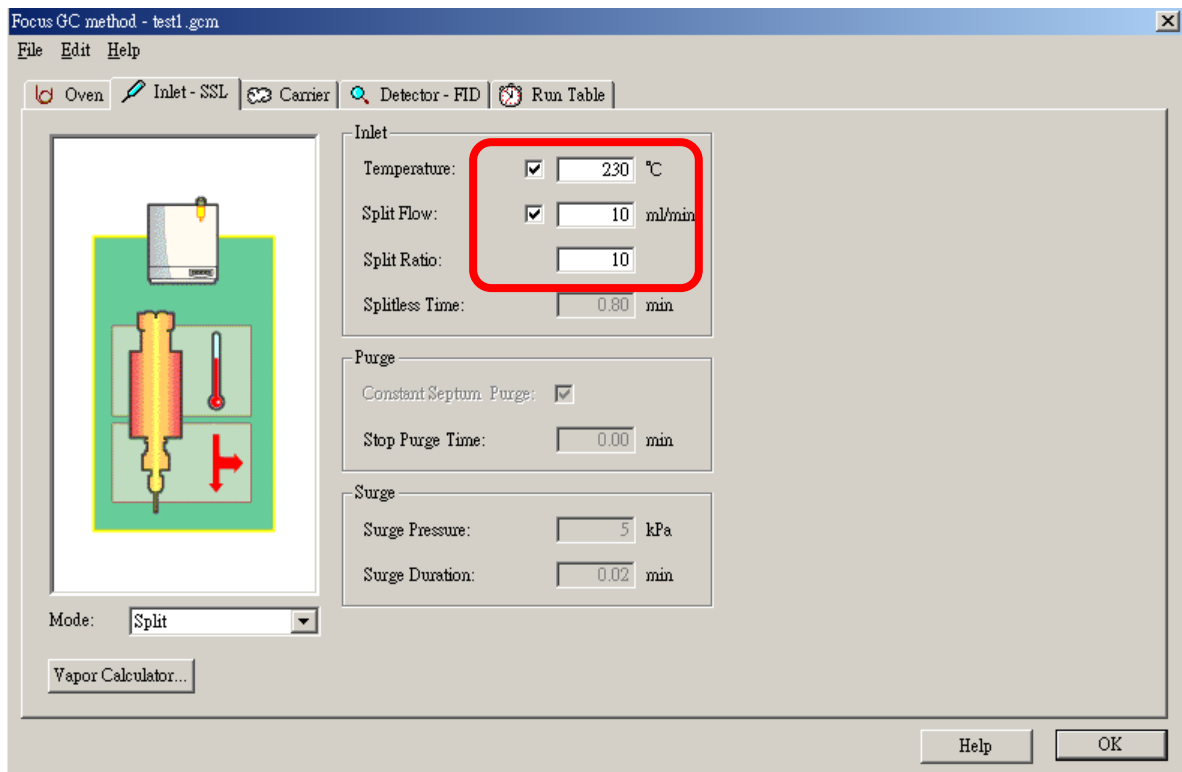 Focus GC method - test1.gcm
File Edit Help
Oven Inlet - SSL Carrier Detector - FID Run Table
Inlet
Temperature: 230 ℃
Split Flow: 10 ml/min
Split Ratio: 10
Splitless Time: 0.80 min
Purge
Constant Septum Purge:
Stop Purge Time: 0.00 min
Surge
Surge Pressure: 5 kPa
Surge Duration: 0.02 min
Mode: Split
Vapor Calculator...
Help OK